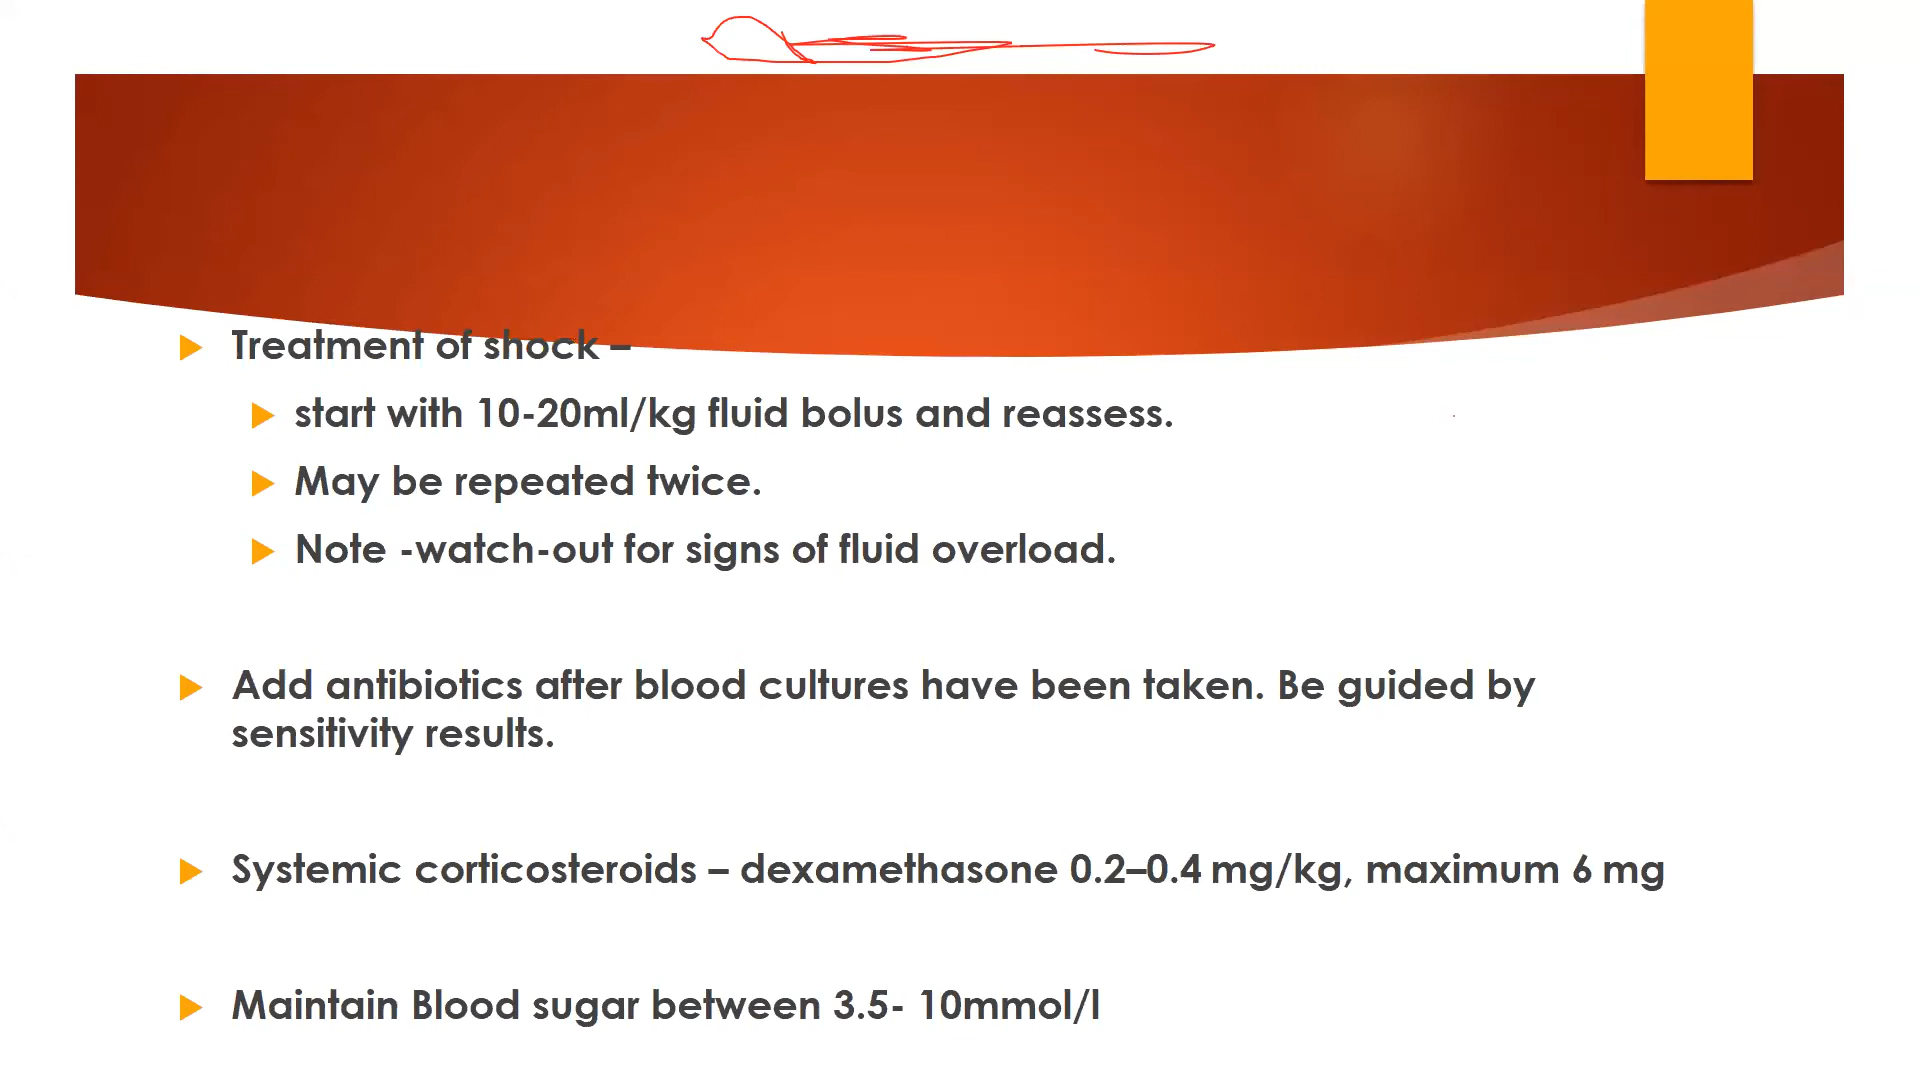 Treatment of shock –
start with 10-20ml/kg fluid bolus and reassess.
May be repeated twice.
Note -watch-out for signs of fluid overload.
Add antibiotics after blood cultures have been taken. Be guided by
sensitivity results.
Systemic corticosteroids – dexamethasone 0.2–0.4 mg/kg, maximum 6 mg
Maintain Blood sugar between 3.5- 10mmol/l